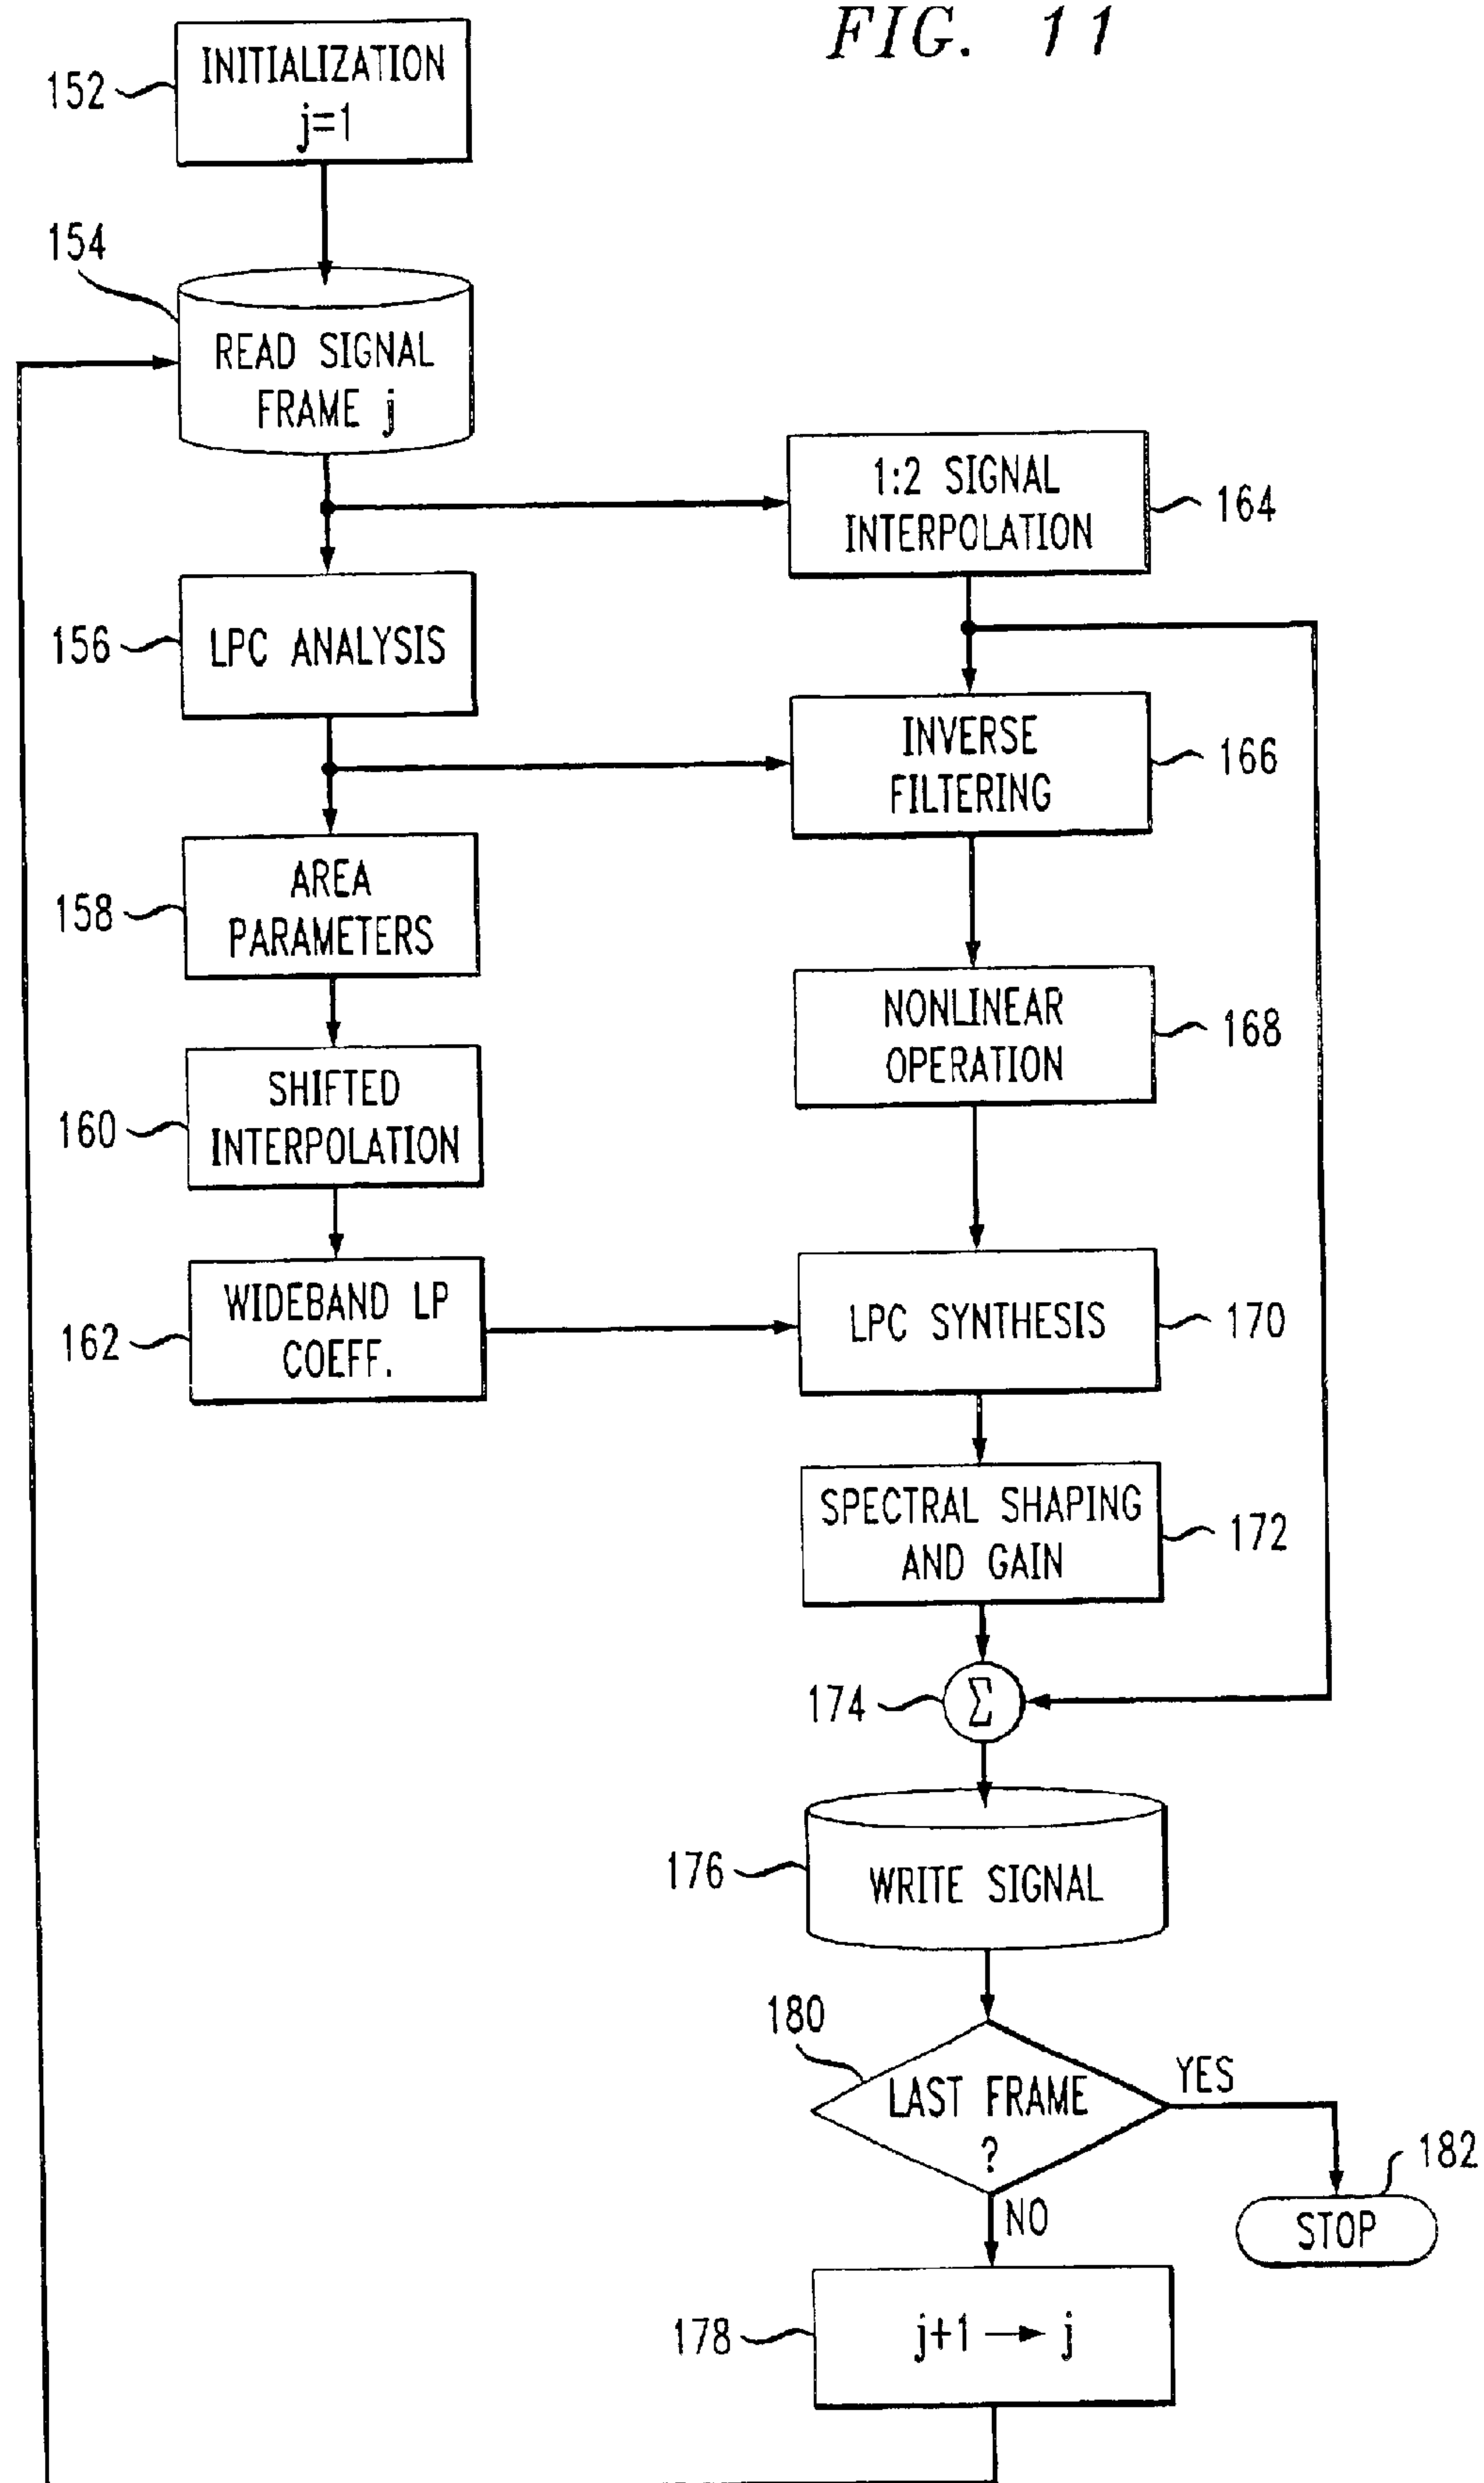 FIG. 11
INITIALIZATION
j=1
152
154
READ SIGNAL
FRAME j
1:2 SIGNAL
INTERPOLATION
164
156
LPC ANALYSIS
INVERSE
FILTERING
166
158
AREA
PARAMETERS
NONLINEAR
OPERATION
168
160
SHIFTED
INTERPOLATION
162
WIDEBAND LP
COEFF.
LPC SYNTHESIS
170
SPECTRAL SHAPING
AND GAIN
172
174
Σ
176
WRITE SIGNAL
180
LAST FRAME
?
YES
182
STOP
NO
178
j+1 → j